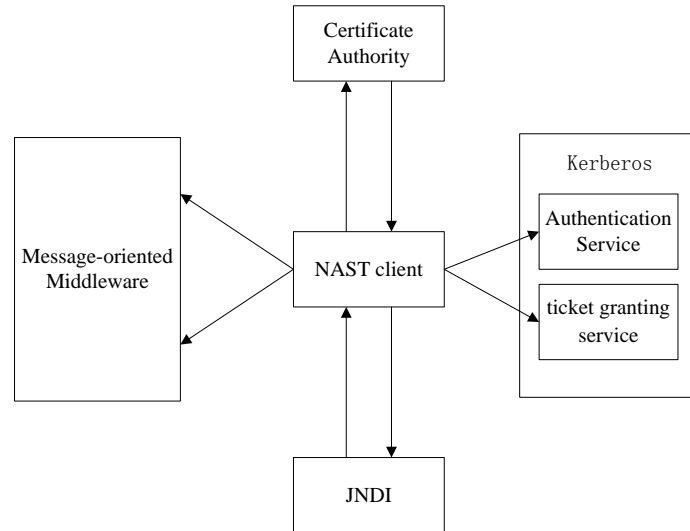 Certificate
Authority
Kerberos
Authentication
Service
Message-oriented
Middleware
NAST client
ticket granting
service
JNDI